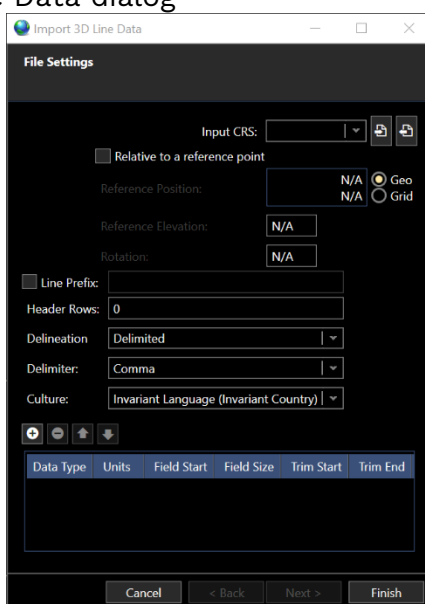 Data dialog
Import 3D Line Data
File Settings
Input CRS:
Relative to a reference point
Reference Position: N/A Geo
N/A Grid
Reference Elevation: N/A
Rotation: N/A
Line Prefix:
Header Rows: 0
Delineation Delimited
Delimiter: Comma
Culture: Invariant Language (Invariant Country)
Data Type Units Field Start Field Size Trim Start Trim End
Cancel < Back Next > Finish